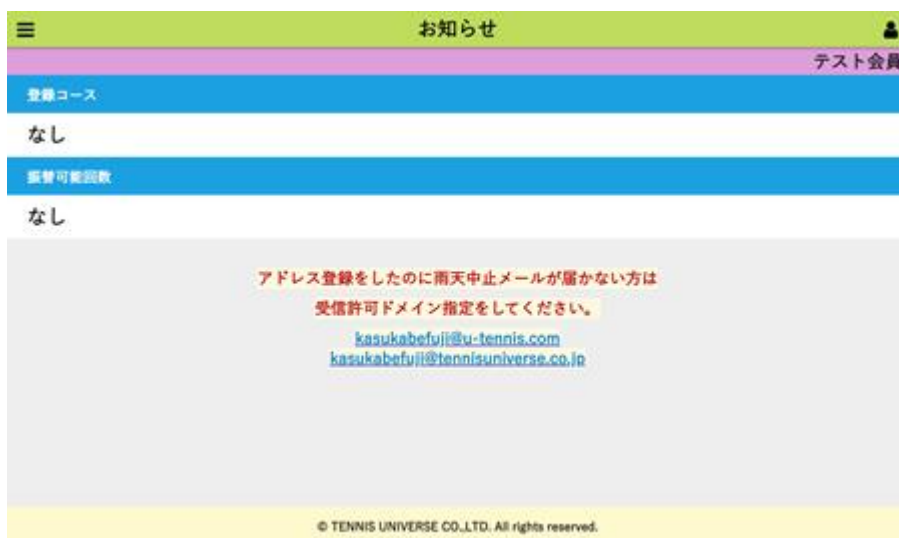 お知らせ
テスト会員
登録コース
なし
振替可能回数
なし
アドレス登録をしたのに雨天中止メールが届かない方は
受信許可ドメイン指定をしてください。
kasukabefuji@u-tennis.com
kasukabefuji@tennisuniverse.co.jp
© TENNIS UNIVERSE CO.,LTD. All rights reserved.